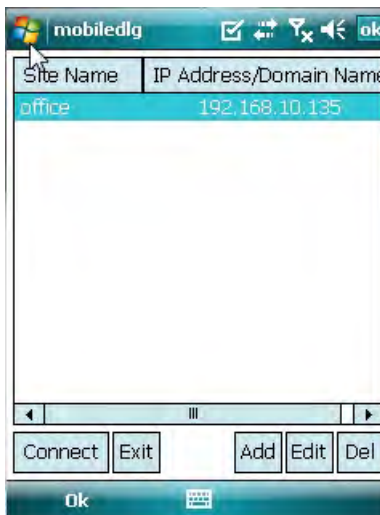 mobiledlg ok
Site Name IP Address/Domain Name
office 192.168.10.135
Connect Exit Add Edit Del
Ok